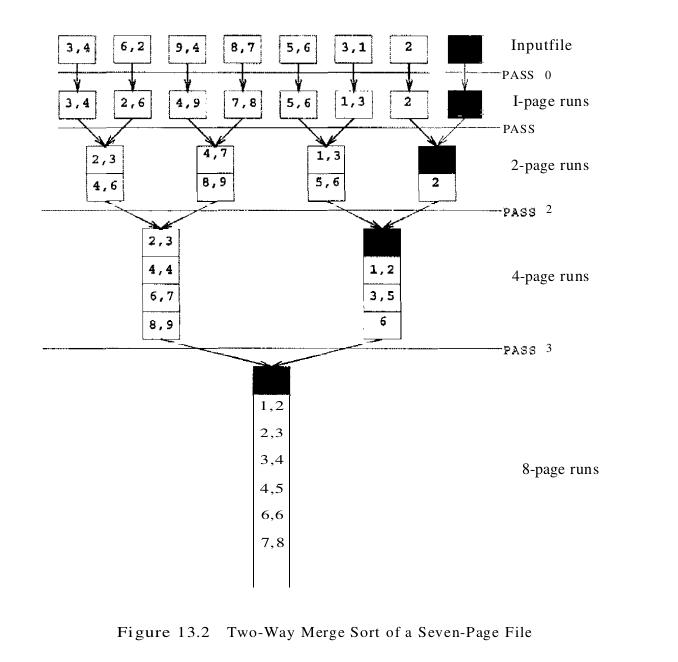 3,4 6,2 9,4 8,7 5,6 3,1 2 Inputfile
PASS 0
3,4 2,6 4,9 7,8 5,6 1,3 2 I-page runs
PASS
2,3 4,7 1,3 2-page runs
4,6 8,9 5,6 2
PASS 2
2,3
4,4 1,2 4-page runs
6,7 3,5
8,9 6
PASS 3
1,2
2,3
3,4
4,5 8-page runs
6,6
7,8
Figure 13.2 Two-Way Merge Sort of a Seven-Page File